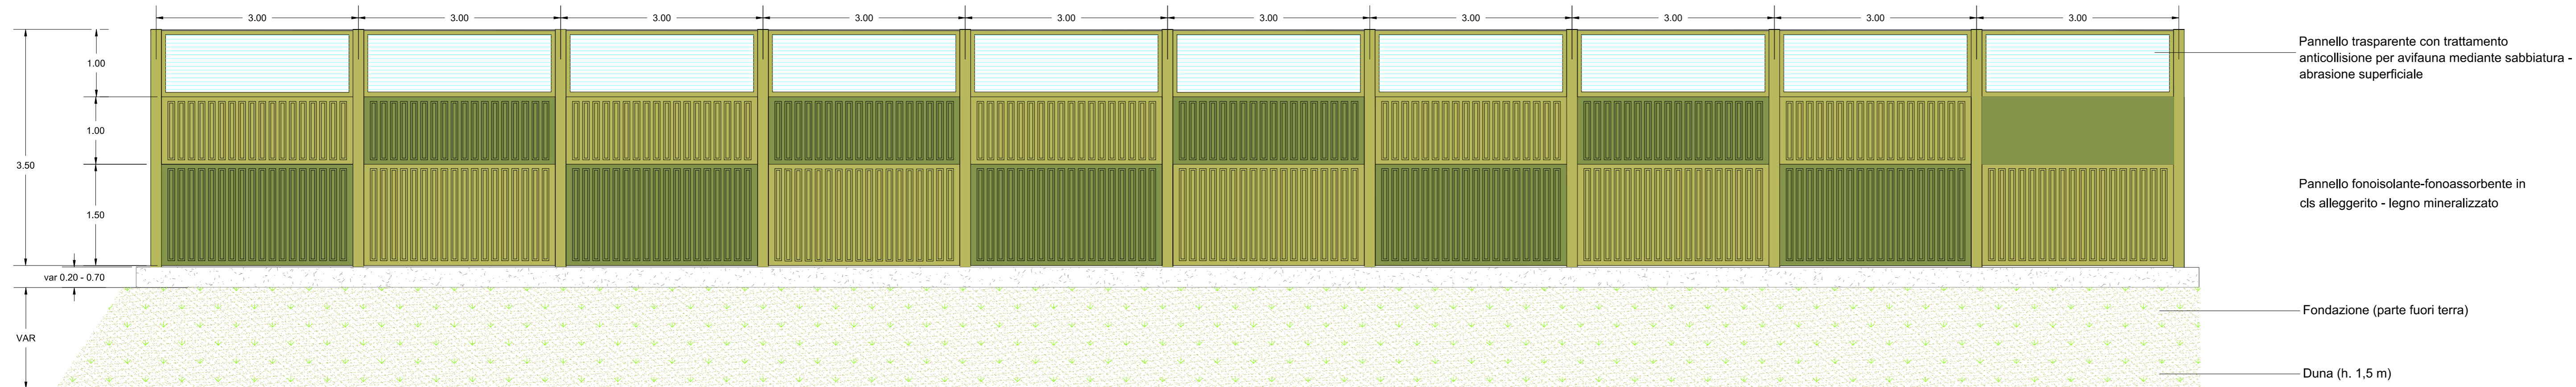 3.00 3.00 3.00 3.00 3.00 3.00 3.00 3.00 3.00 3.00
Pannello trasparente con trattamento
anticollisione per avifauna mediante sabbiatura -
abrasione superficiale
1.00
1.00
3.50
1.50
Pannello fonoisolante-fonoassorbente in
cls alleggerito - legno mineralizzato
var 0.20 - 0.70
VAR
Fondazione (parte fuori terra)
Duna (h. 1,5 m)